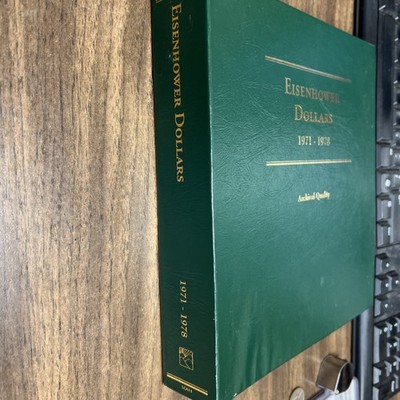 EISENHOWER DOLLARS
1971 - 1978
EISENHOWER
DOLLARS
1971 - 1978
Archival Quality